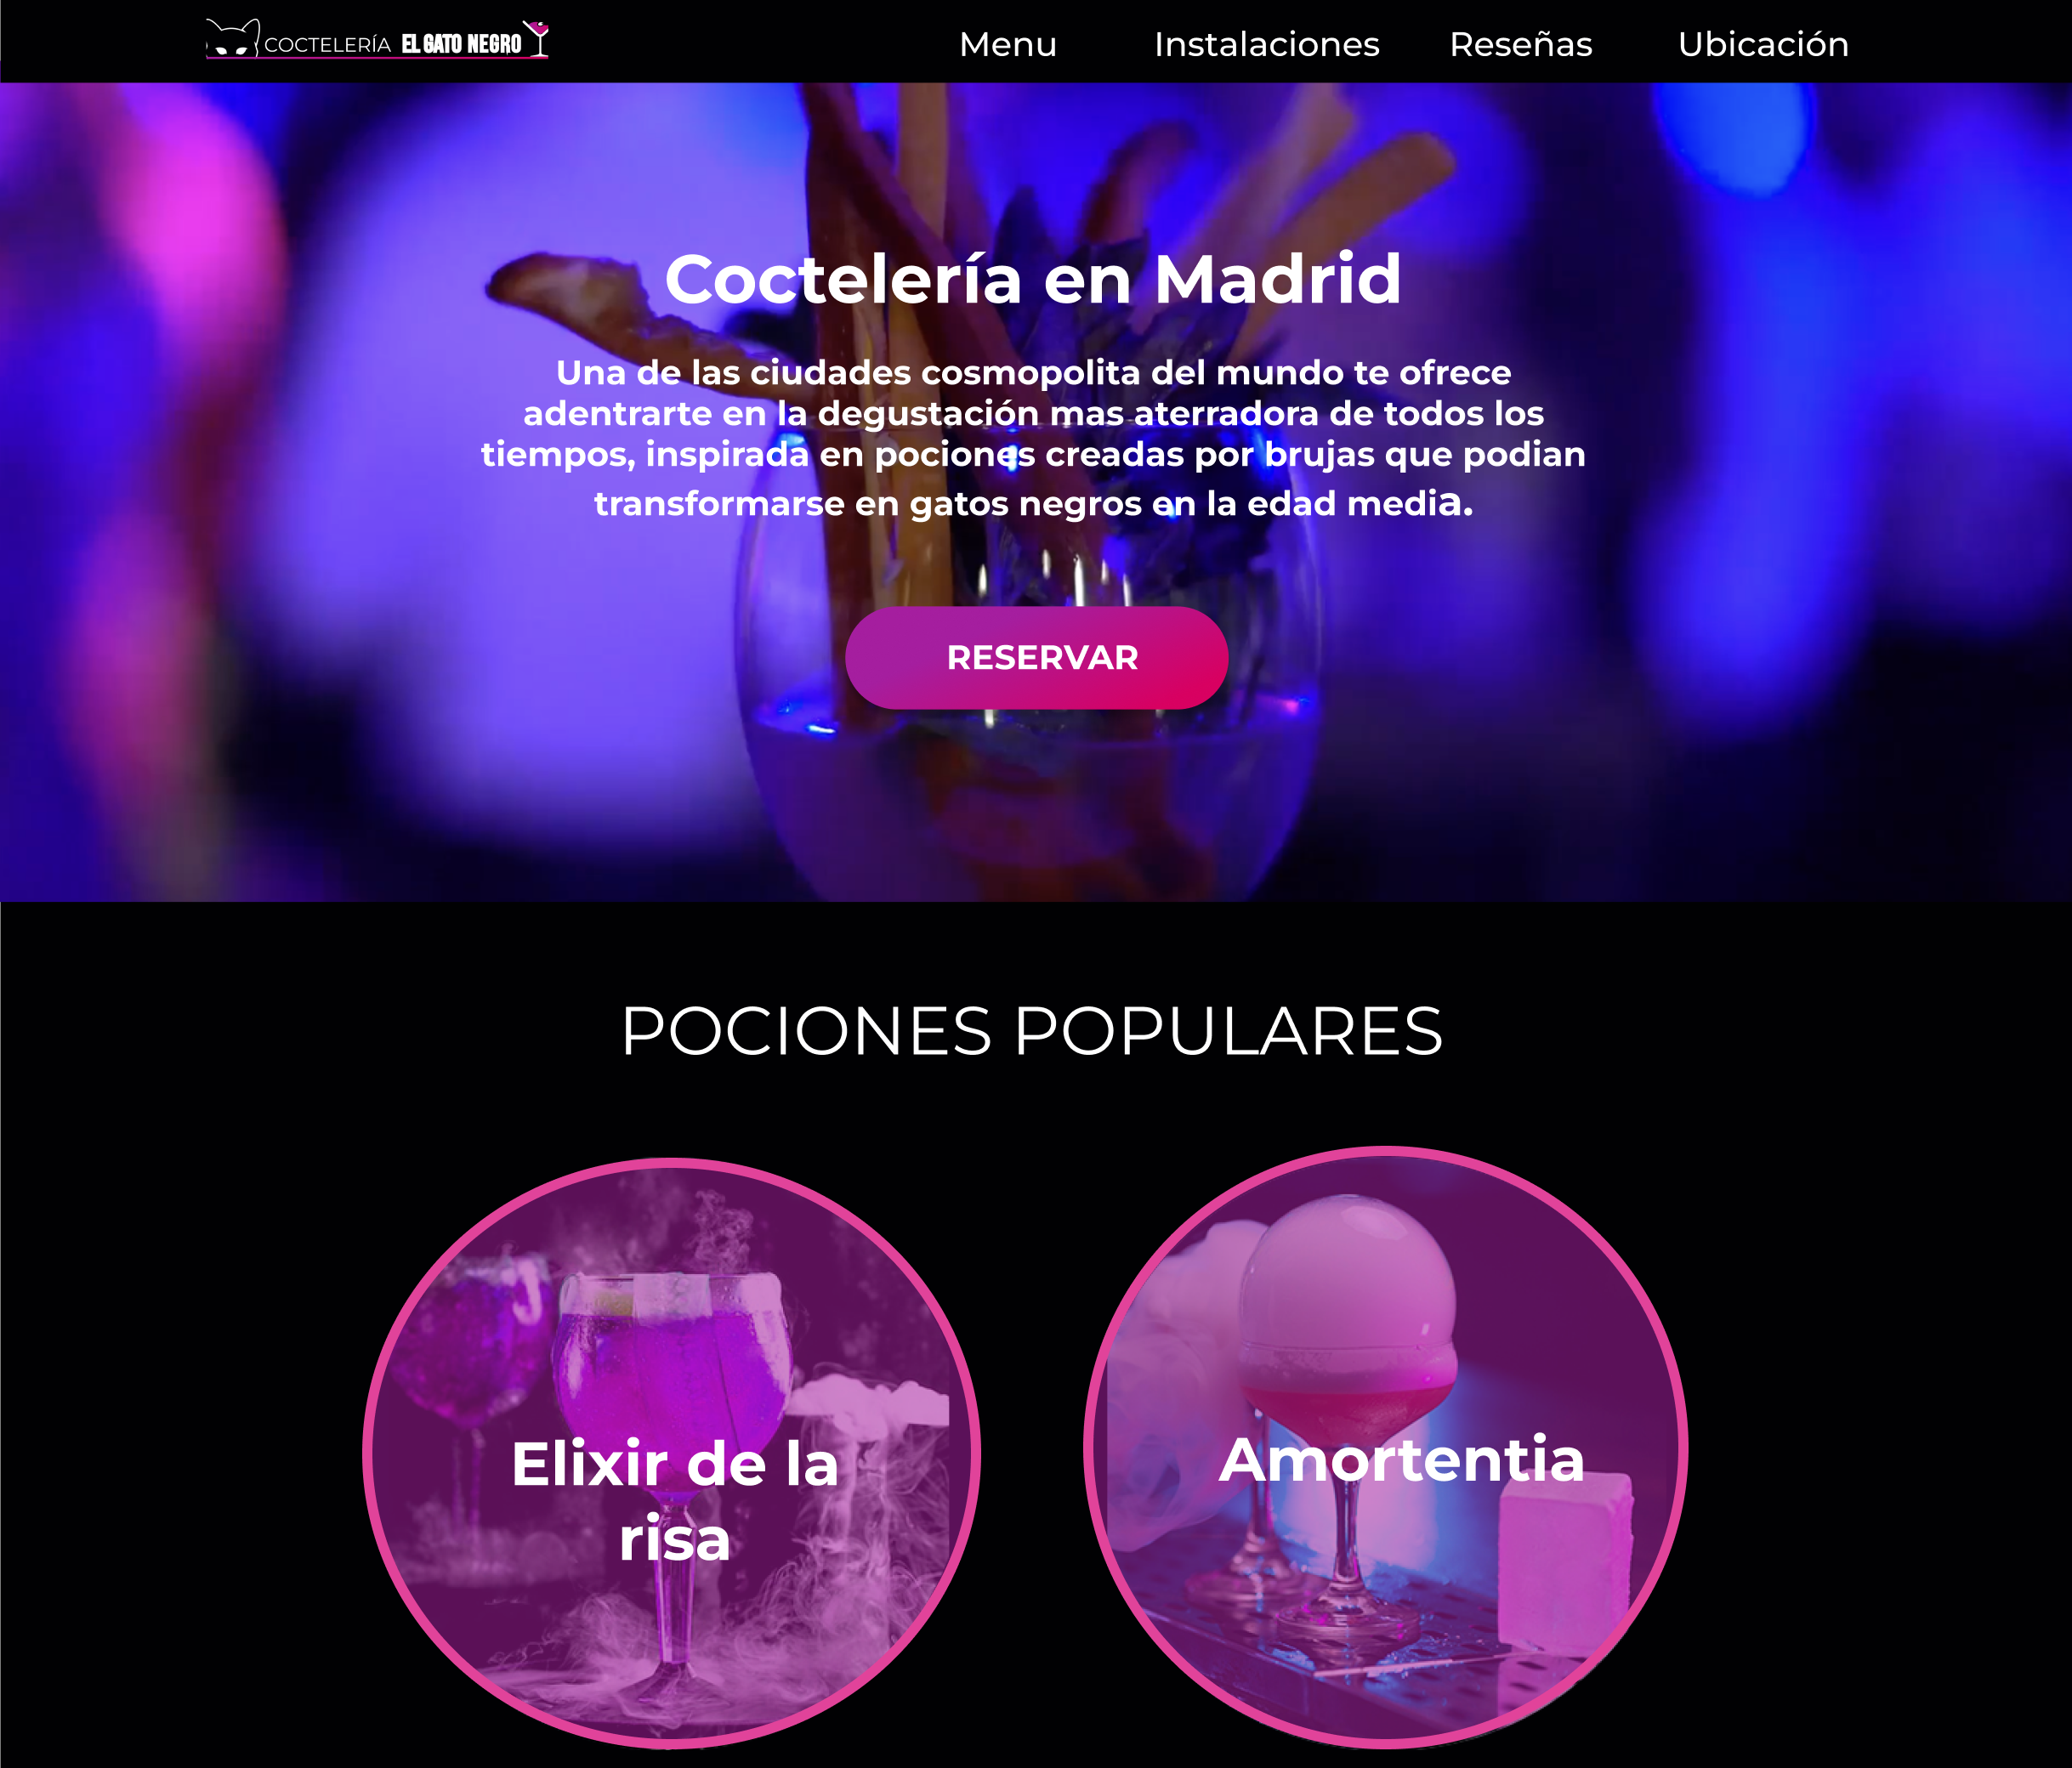 COCTELERÍA EL GATO NEGRO
Menu Instalaciones Reseñas Ubicación
Coctelería en Madrid
Una de las ciudades cosmopolita del mundo te ofrece
adentrarte en la degustación mas aterradora de todos los
tiempos, inspirada en pociones creadas por brujas que podian
transformarse en gatos negros en la edad media.
RESERVAR
POCIONES POPULARES
Elixir de la
risa
Amortentia